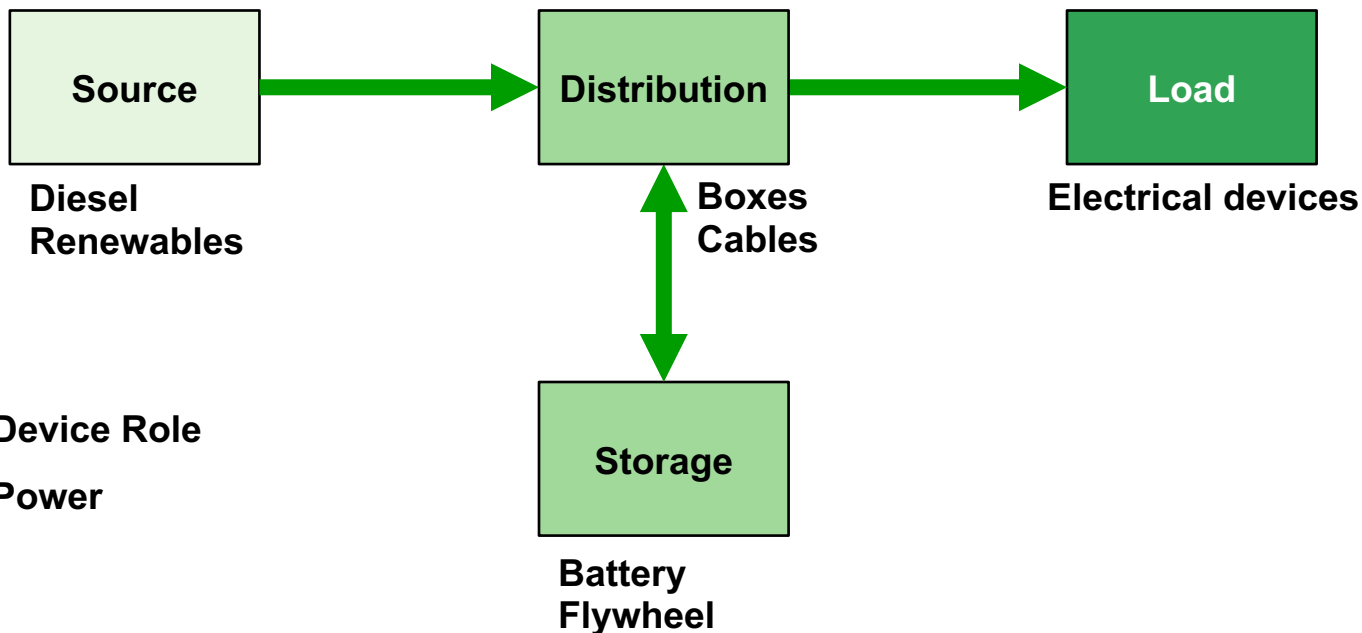 Source
Distribution
Load
Diesel
Renewables
Boxes
Cables
Electrical devices
Device Role
Power
Storage
Battery
Flywheel